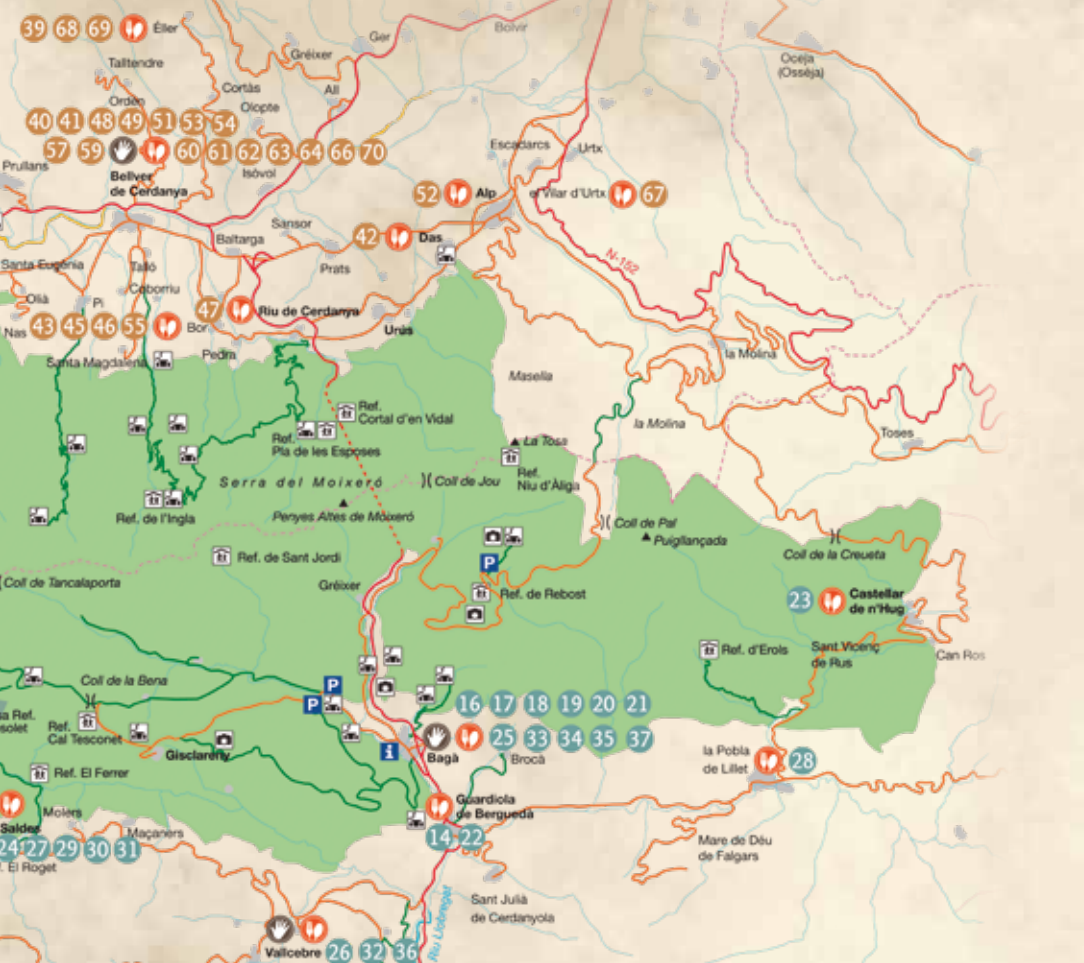 39 68 69 Éller
Ger
Bolvir
Talltendre
Gréixer
Oceja
(Osseja)
Cortàs
All
Ordèn
Olopte
40 41 48 49 51 53 54
57 59 60 61 62 63 64 66 70
Escadarcs
Urtx
Prullans
Bellver
de Cerdanya
Isòvol
52 Alp
el Vilar d'Urtx 67
Sansor
Baltarga
42 Das
Santa Eugènia
Talló
Prats
N-152
Coborriu
Olià
Pi
47 Riu de Cerdanya
Nas 43 45 46 55
Bor
Urús
Santa Magdalena
Pedra
la Molina
Masella
Ref.
Cortal d'en Vidal
la Molina
Toses
Ref.
Pla de les Esposes
La Tosa
Ref.
Niu d'Àliga
Serra del Moixeró
Coll de Jou
Penyes Altes de Moixeró
Ref. de l'Ingla
Coll de Pal
Puigllançada
Coll de la Creueta
Ref. de Sant Jordi
Coll de Tancalaporta
Gréixer
P
Ref. de Rebost
23 Castellar
de n'Hug
Ref. d'Erols
Sant Vicenç
de Rus
Can Ros
Coll de la Bena
P
P
16 17 18 19 20 21
Ref.
Cal Tesconet
25 33 34 35 37
i
Bagà
Brocà
Gisclareny
la Pobla
de Lillet
28
Ref. El Ferrer
Molers
Guardiola
de Berguedà
Saldes
Maçaners
14 22
24 27 29 30 31
El Roget
Mare de Déu
de Falgars
Sant Julià
de Cerdanyola
Riu Llobregat
Vallcebre 26 32 36